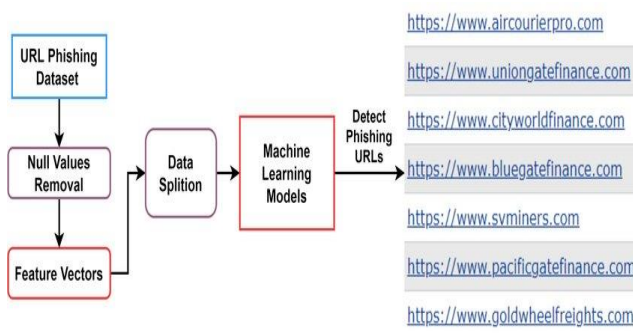 URL Phishing
Dataset
Null Values
Removal
Feature Vectors
Data
Splition
Machine
Learning
Models
Detect
Phishing
URLs
https://www.aircourierpro.com
https://www.uniongatefinance.com
https://www.cityworldfinance.com
https://www.bluegatefinance.com
https://www.svminers.com
https://www.pacificgatefinance.com
https://www.goldwheelfreights.com